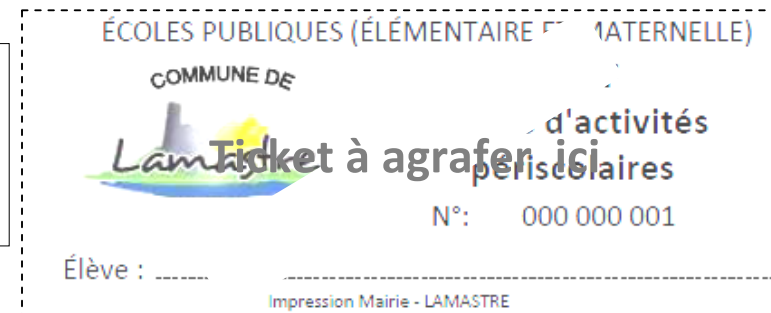 ÉCOLES PUBLIQUES (ÉLÉMENTAIRE ET MATERNELLE)
COMMUNE DE
Lamastre
d'activités
périscolaires
Ticket à agrafer ici
N°: 000 000 001
Élève :
Impression Mairie - LAMASTRE